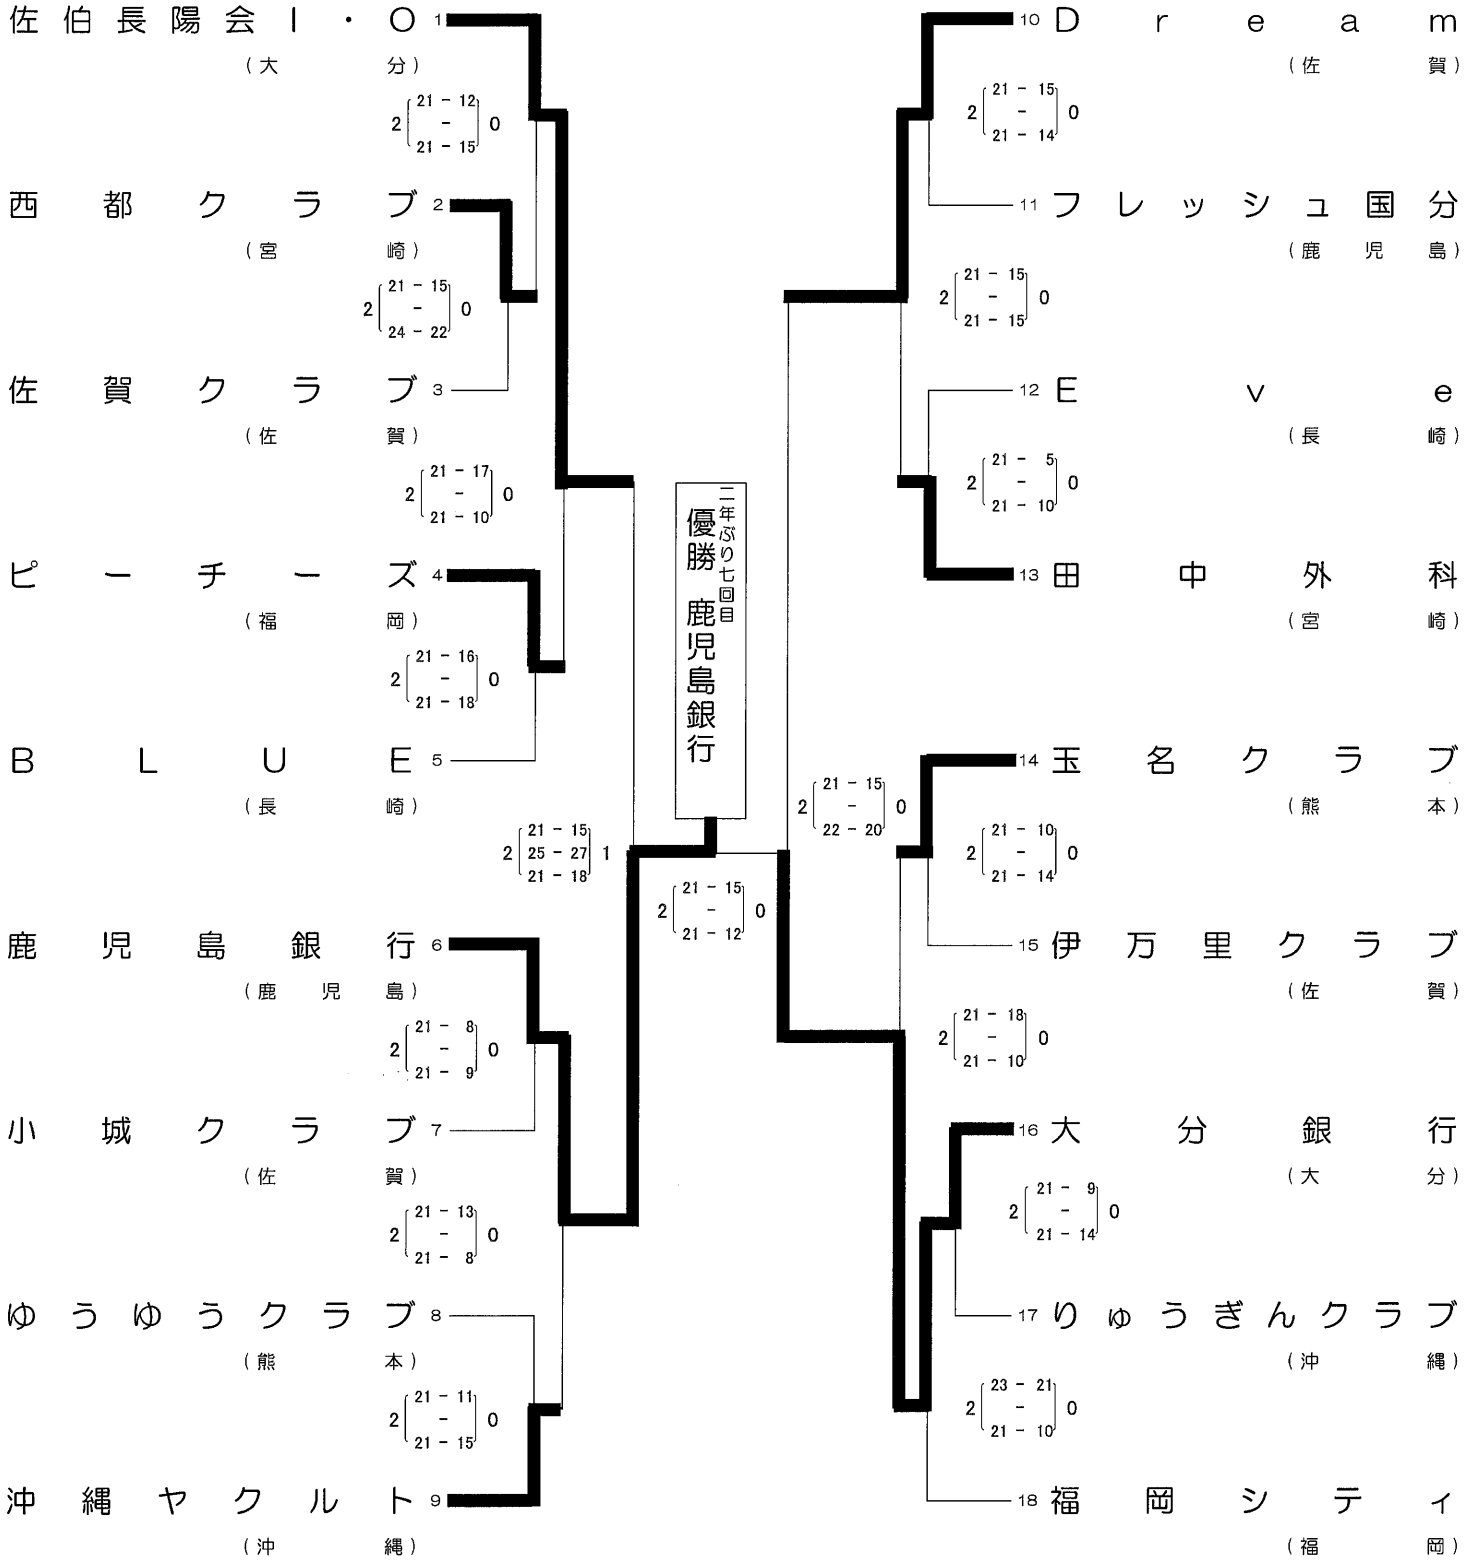 佐伯長陽会I・O 1
(大分)
2 21 - 12 0
-
21 - 15
西都クラブ 2
(宮崎)
2 21 - 15 0
-
24 - 22
佐賀クラブ 3
(佐賀)
2 21 - 17 0
-
21 - 10
ピーチーズ 4
(福岡)
2 21 - 16 0
-
21 - 18
BLUE 5
(長崎)
2 21 - 15 1
25 - 27
21 - 18
鹿児島銀行 6
(鹿児島)
2 21 - 8 0
-
21 - 9
小城クラブ 7
(佐賀)
2 21 - 13 0
-
21 - 8
ゆうゆうクラブ 8
(熊本)
2 21 - 11 0
-
21 - 15
沖縄ヤクルト 9
(沖縄)
二年ぶり七回目
優勝 鹿児島銀行
2 21 - 15 0
-
21 - 12
10 Dream
(佐賀)
2 21 - 15 0
-
21 - 14
11 フレッシュ国分
(鹿児島)
2 21 - 15 0
-
21 - 15
12 Eve
(長崎)
2 21 - 5 0
-
21 - 10
13 田中外科
(宮崎)
2 21 - 15 0
-
22 - 20
14 玉名クラブ
(熊本)
2 21 - 10 0
-
21 - 14
15 伊万里クラブ
(佐賀)
2 21 - 18 0
-
21 - 10
16 大分銀行
(大分)
2 21 - 9 0
-
21 - 14
17 りゅうぎんクラブ
(沖縄)
2 23 - 21 0
-
21 - 10
18 福岡シティ
(福岡)